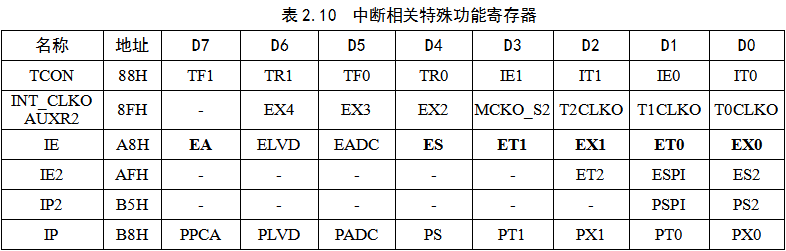 表2.10 中断相关特殊功能寄存器
名称 地址 D7 D6 D5 D4 D3 D2 D1 D0
TCON 88H TF1 TR1 TF0 TR0 IE1 IT1 IE0 IT0
INT_CLKO
AUXR2 8FH - EX4 EX3 EX2 MCKO_S2 T2CLKO T1CLKO T0CLKO
IE A8H EA ELVD EADC ES ET1 EX1 ET0 EX0
IE2 AFH - - - - - ET2 ESPI ES2
IP2 B5H - - - - - - PSPI PS2
IP B8H PPCA PLVD PADC PS PT1 PX1 PT0 PX0